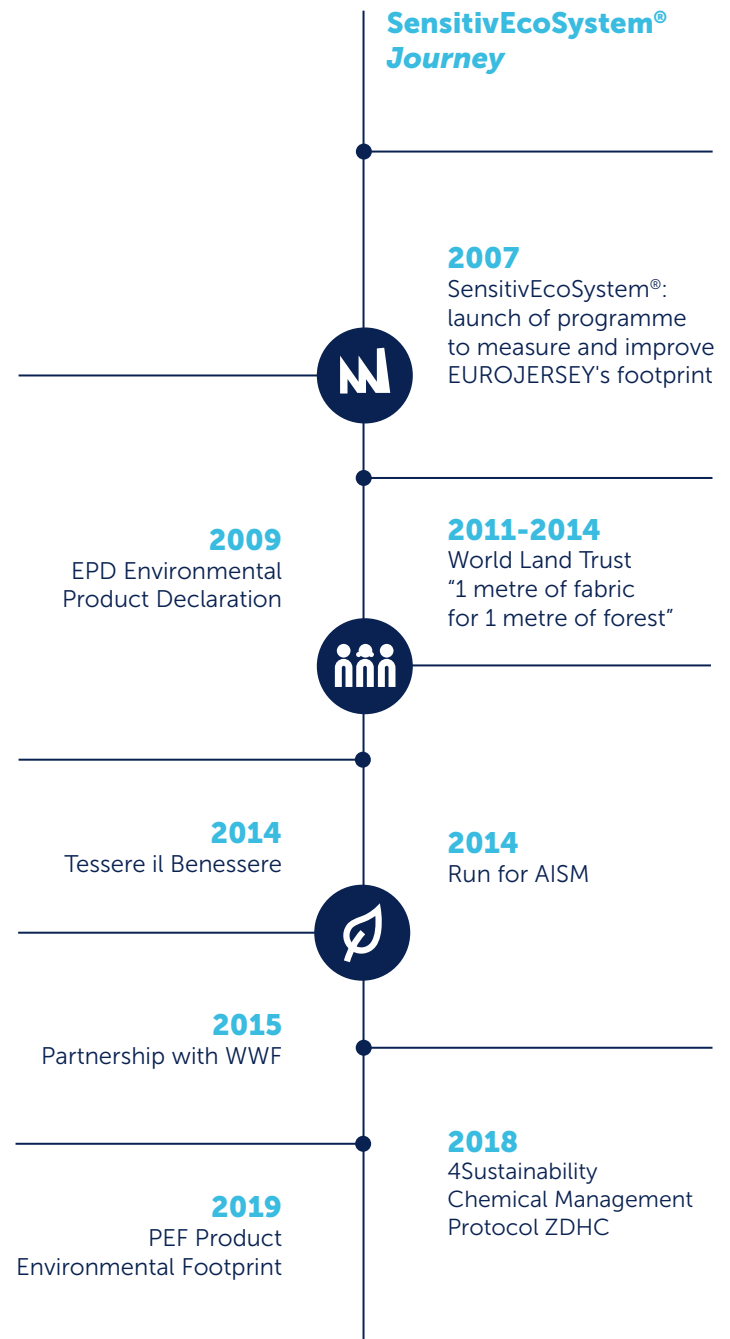 SensitivEcoSystem®
Journey
2007
SensitivEcoSystem®:
launch of programme
to measure and improve
EUROJERSEY's footprint
2009
EPD Environmental
Product Declaration
2011-2014
World Land Trust
“1 metre of fabric
for 1 metre of forest”
2014
Tessere il Benessere
2014
Run for AISM
2015
Partnership with WWF
2018
4Sustainability
Chemical Management
Protocol ZDHC
2019
PEF Product
Environmental Footprint